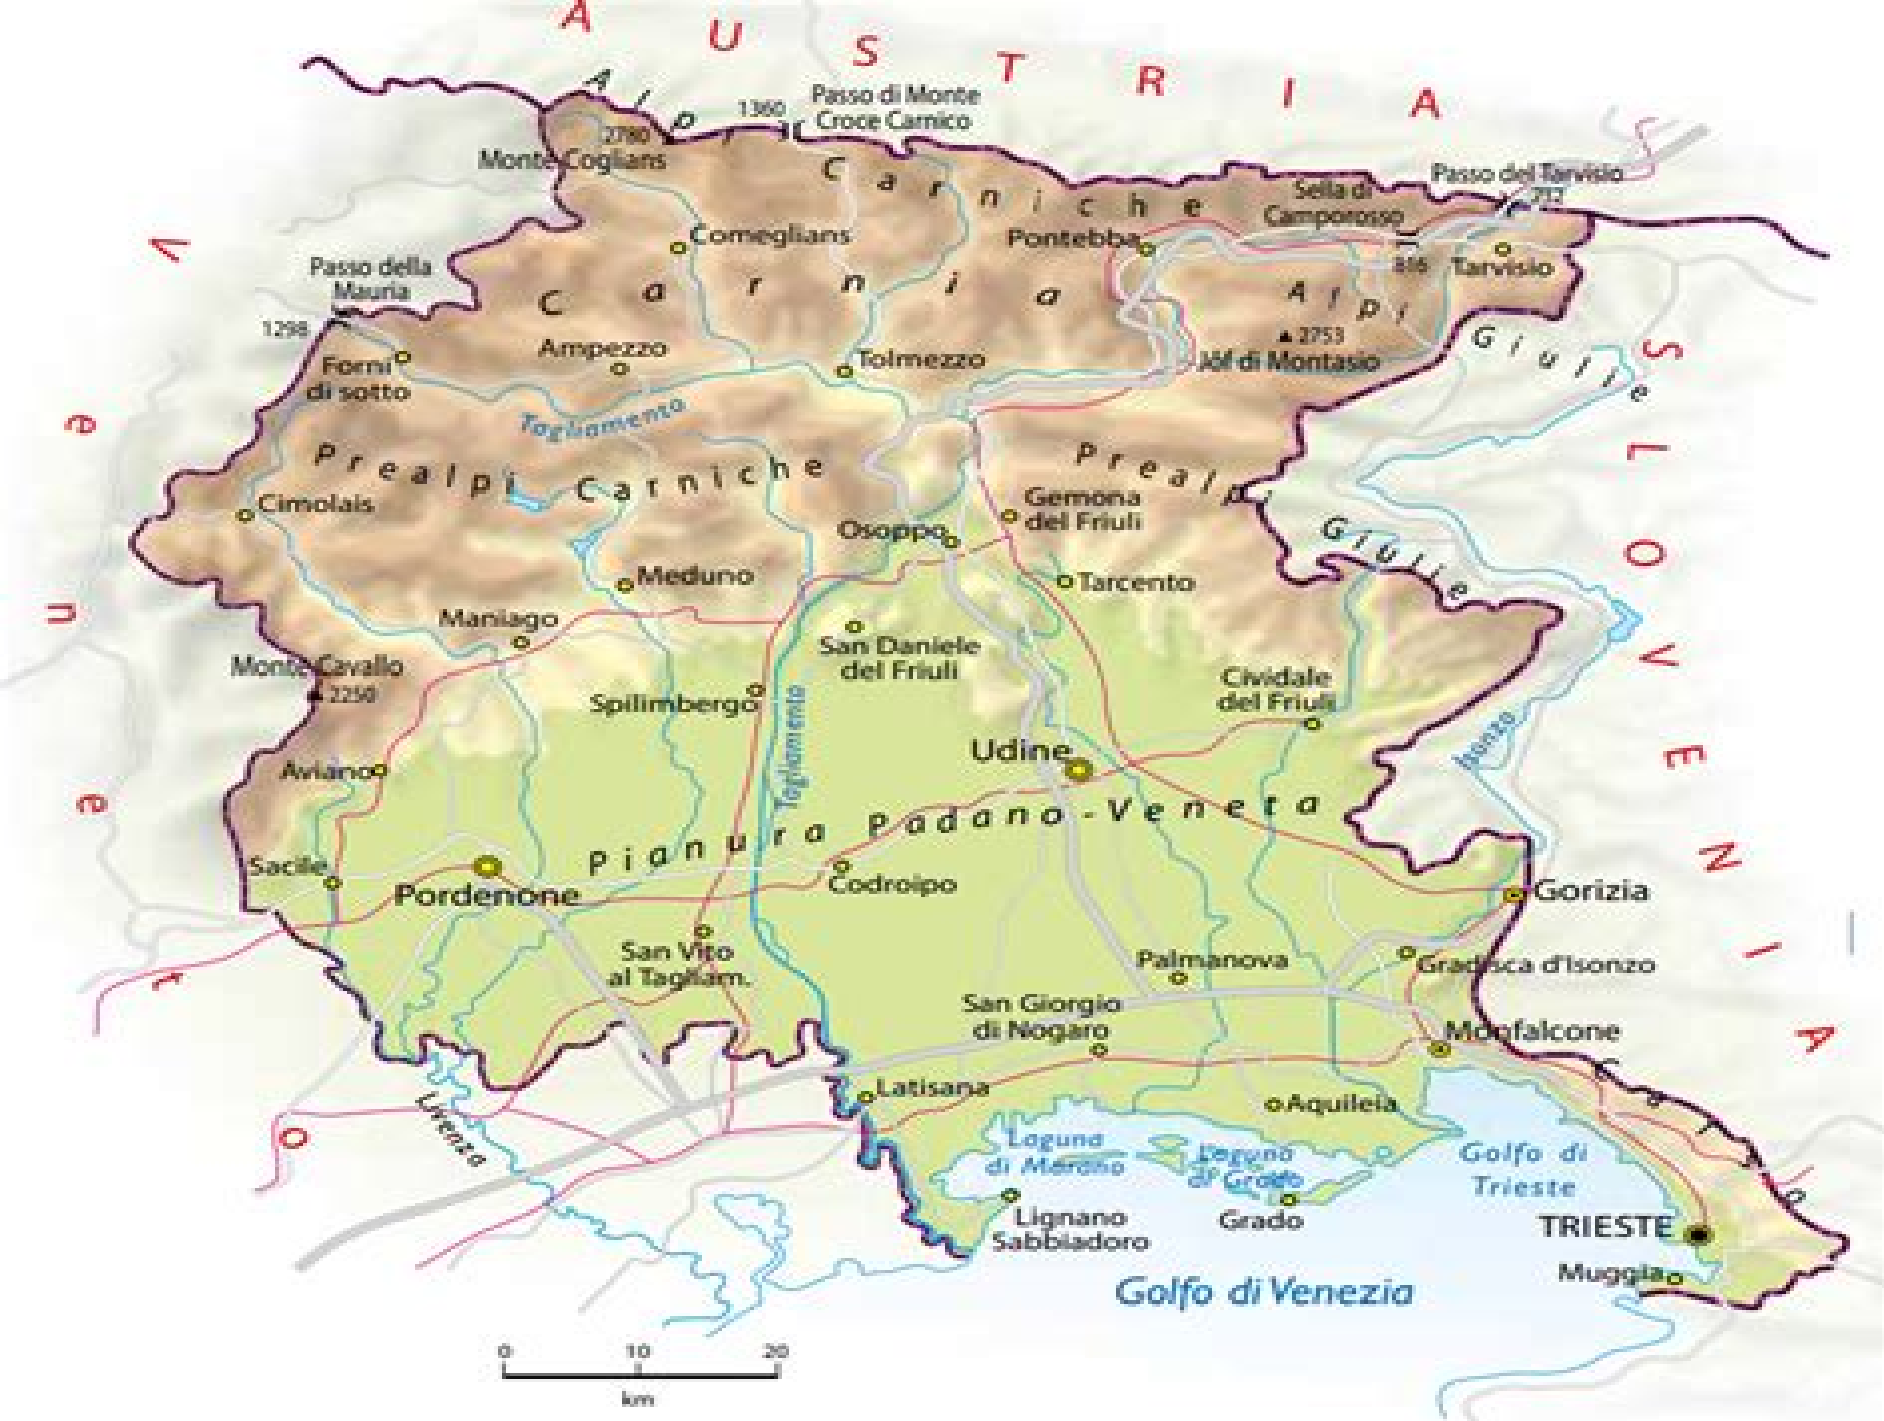 AUSTRIA
Alpi Carniche
1360
Passo di Monte
Croce Carnico
2780
Monte Coglians
Passo del Tarvisio
Sella di
Camporosso
816
Comeglians
Pontebba
Tarvisio
Passo della
Mauria
1298
Carnia
Alpi Giulie
2753
Jôf di Montasio
Forni
di sotto
Ampezzo
Tolmezzo
Tagliamento
Prealpi Carniche
Prealpi Giulie
Cimolais
Gemona
del Friuli
Osoppo
Meduno
Tarcento
Maniago
San Daniele
del Friuli
Monte Cavallo
2250
Spilimbergo
Cividale
del Friuli
Tagliamento
Isonzo
Udine
Aviano
Pianura Padano-Veneta
Sacile
Pordenone
Codroipo
Gorizia
San Vito
al Tagliam.
Palmanova
Gradisca d'Isonzo
San Giorgio
di Nogaro
Monfalcone
Latisana
Aquileia
Carso
Livenza
Laguna
di Marano
Laguna
di Grado
Golfo di
Trieste
Lignano
Sabbiadoro
Grado
TRIESTE
Muggia
Golfo di Venezia
Veneto
SLOVENIA
0 10 20
km